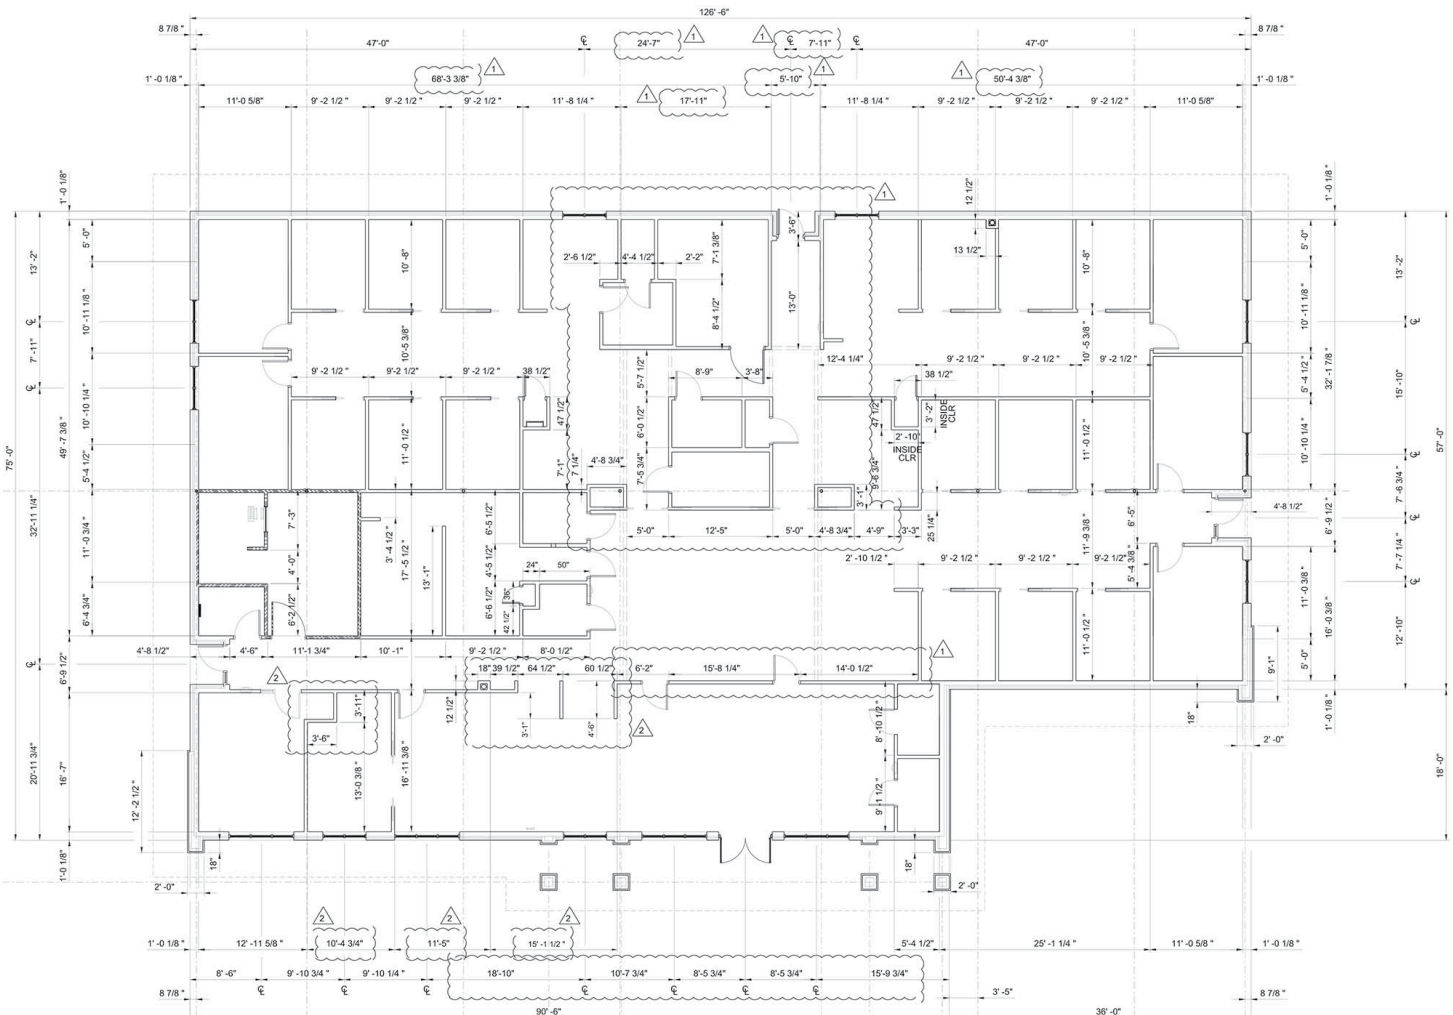 126' -6"
8 7/8 "
8 7/8 "
47'-0"
24'-7"
1
1
7'-11"
47'-0"
68'-3 3/8"
1
5'-10"
1
1
50'-4 3/8"
1' -0 1/8 "
1' -0 1/8 "
11'-0 5/8"
9' -2 1/2 "
9' -2 1/2 "
9' -2 1/2 "
11' -8 1/4 "
1
17'-11"
11' -8 1/4 "
9' -2 1/2 "
9' -2 1/2 "
9' -2 1/2 "
11'-0 5/8"
1' -0 1/8"
1
12 1/2"
1' -0 1/8"
75' -0"
13' -2"
5' -0"
10' -8"
3'-6"
13 1/2"
10' -8"
5' -0"
13' -2"
2'-6 1/2"
4'-4 1/2"
2'-2"
7'-1 3/8"
8'-4 1/2"
13'-0"
7' -11"
10' -11 1/8 "
10'-5 3/8"
10' -5 3/8"
10' -11 1/8 "
32' -1 7/8"
15' -10"
57' -0"
49' -7 3/8"
10' -10 1/4 "
5'-4 1/2"
9' -2 1/2 "
9' -2 1/2 "
9' -2 1/2 "
38 1/2"
5'-7 1/2"
8'-9"
3'-8"
12'-4 1/4"
9' -2 1/2 "
9' -2 1/2 "
9' -2 1/2 "
38 1/2"
5' -4 1/2 "
10' -10 1/4 "
11' -0 1/2"
47 1/2"
7'-1"
7 1/4"
4'-8 3/4"
6'-0 1/2"
7'-5 3/4"
47 1/2"
3' -2"
INSIDE
CLR
2' -10"
INSIDE
CLR
9'-6 3/4"
11' -0 1/2"
7' -6 3/4"
32'-11 1/4"
11' -0 3/4"
6'-4 3/4"
7' -3"
4' -0"
6'-2 1/2"
3' -4 1/2"
17' -5 1/2"
13' -1"
6'-5 1/2"
4'-5 1/2"
6'-6 1/2"
5'-0"
12'-5"
5'-0"
4'-8 3/4"
3' -1"
4'-9"
3'-3"
25 1/4"
11' -9 3/8"
6' -5"
4'-8 1/2"
6' -9 1/2"
7' -7 1/4"
24"
50"
36"
42 1/2"
2' -10 1/2"
9' -2 1/2 "
9' -2 1/2 "
9'-2 1/2"
5' -4 3/8"
11' -0 1/2"
11' -0 3/8"
16' -0 3/8"
12' -10"
5' -0"
9'-1"
4'-8 1/2"
4'-6"
11'-1 3/4"
10' -1"
9' -2 1/2 "
8'-0 1/2"
6'-9 1/2"
2
18"
39 1/2"
64 1/2"
60 1/2"
6'-2"
15'-8 1/4"
14'-0 1/2"
1
12 1/2"
3'-11"
3'-6"
3'-1"
4'-6"
2
8' -10 1/2"
9' -1 1/2"
18"
1' -0 1/8"
2' -0"
18' -0"
20'-11 3/4"
16' -7"
12' -2 1/2 "
13'-0 3/8"
16' -11 3/8"
1'-0 1/8"
18"
18"
2' -0"
2' -0"
2
2
2
1' -0 1/8 "
12' -11 5/8 "
10'-4 3/4"
11'-5"
15' -1 1/2 "
5'-4 1/2"
25' -1 1/4 "
11' -0 5/8 "
1' -0 1/8 "
8' -6"
9' -10 3/4 "
9' -10 1/4 "
18'-10"
10'-7 3/4"
8'-5 3/4"
8'-5 3/4"
15'-9 3/4"
8 7/8 "
3' -5"
8 7/8 "
90' -6"
36' -0"